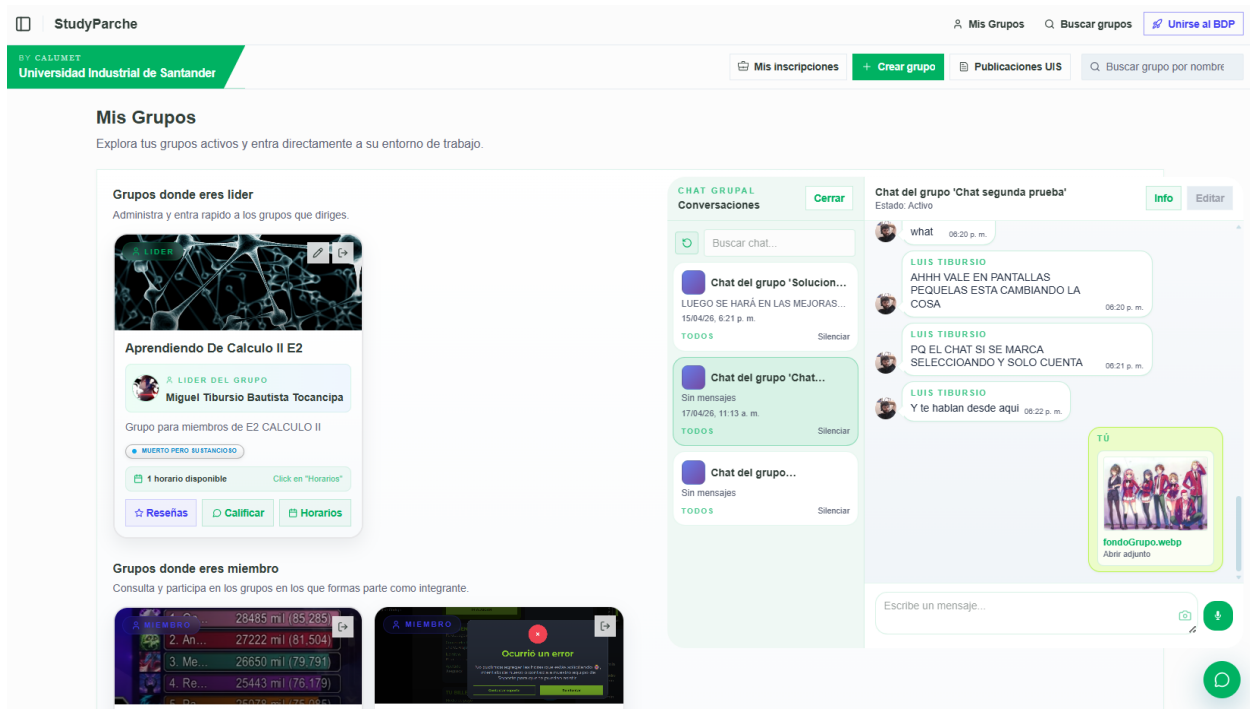 StudyParche
Mis Grupos
Buscar grupos
Unirse al BDP
BY CALUMET
Universidad Industrial de Santander
Mis inscripciones
+ Crear grupo
Publicaciones UIS
Buscar grupo por nombre
Mis Grupos
Explora tus grupos activos y entra directamente a su entorno de trabajo.
Grupos donde eres lider
Administra y entra rapido a los grupos que diriges.
LIDER
Aprendiendo De Calculo II E2
LIDER DEL GRUPO
Miguel Tibursio Bautista Tocancipa
Grupo para miembros de E2 CALCULO II
MUERTO PERO SUSTANCIOSO
1 horario disponible
Click en "Horarios"
Reseñas
Calificar
Horarios
Grupos donde eres miembro
Consulta y participa en los grupos en los que formas parte como integrante.
MIEMBRO
28485 mil (85,285)
2. An... 27222 mil (81,504)
3. Me... 26650 mil (79,791)
4. Re... 25443 mil (76,179)
MIEMBRO
Ocurrió un error
CHAT GRUPAL
Conversaciones
Cerrar
Buscar chat...
Chat del grupo 'Solucion...
LUEGO SE HARÁ EN LAS MEJORAS...
15/04/26, 6:21 p. m.
TODOS
Silenciar
Chat del grupo 'Chat...
Sin mensajes
17/04/26, 11:13 a. m.
TODOS
Silenciar
Chat del grupo...
Sin mensajes
TODOS
Silenciar
Chat del grupo 'Chat segunda prueba'
Estado: Activo
Info
Editar
what 06:20 p. m.
LUIS TIBURSIO
AHHH VALE EN PANTALLAS
PEQUELAS ESTA CAMBIANDO LA
COSA 06:20 p. m.
LUIS TIBURSIO
PQ EL CHAT SI SE MARCA
SELECCIOANDO Y SOLO CUENTA 06:21 p. m.
LUIS TIBURSIO
Y te hablan desde aqui 06:22 p. m.
TÚ
fondoGrupo.webp
Abrir adjunto
Escribe un mensaje...